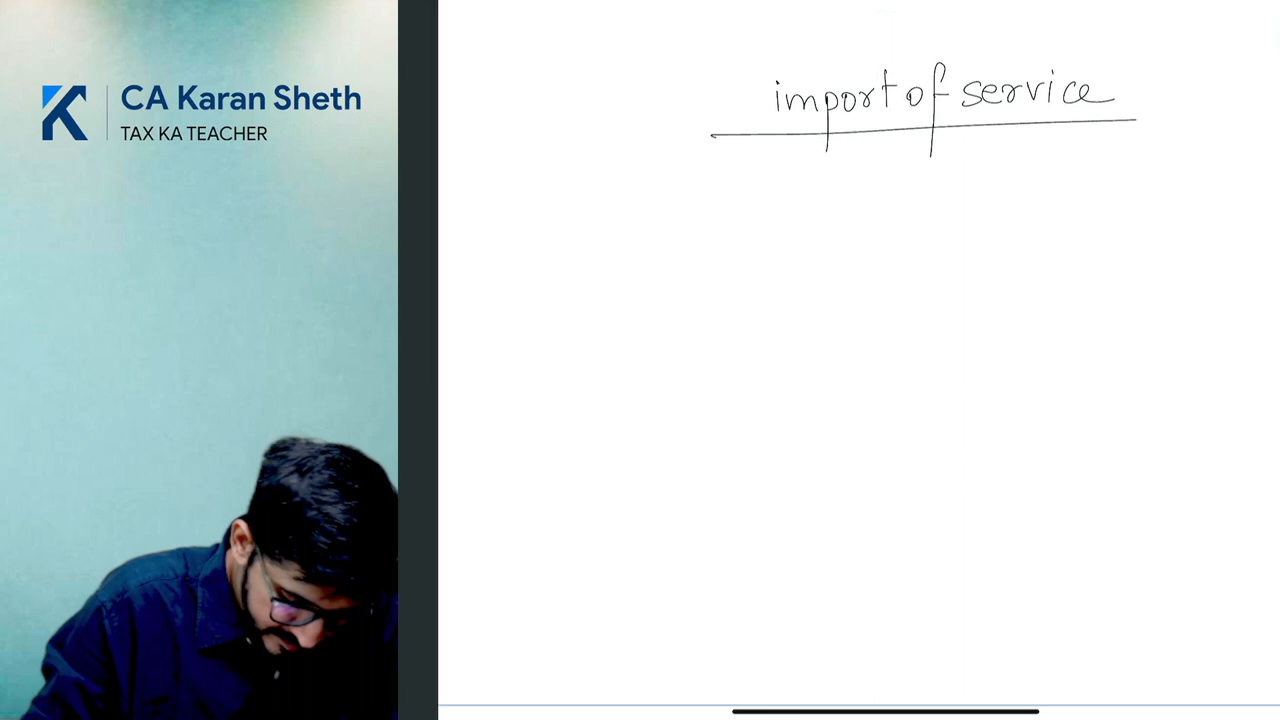 CA Karan Sheth
TAX KA TEACHER
import of service